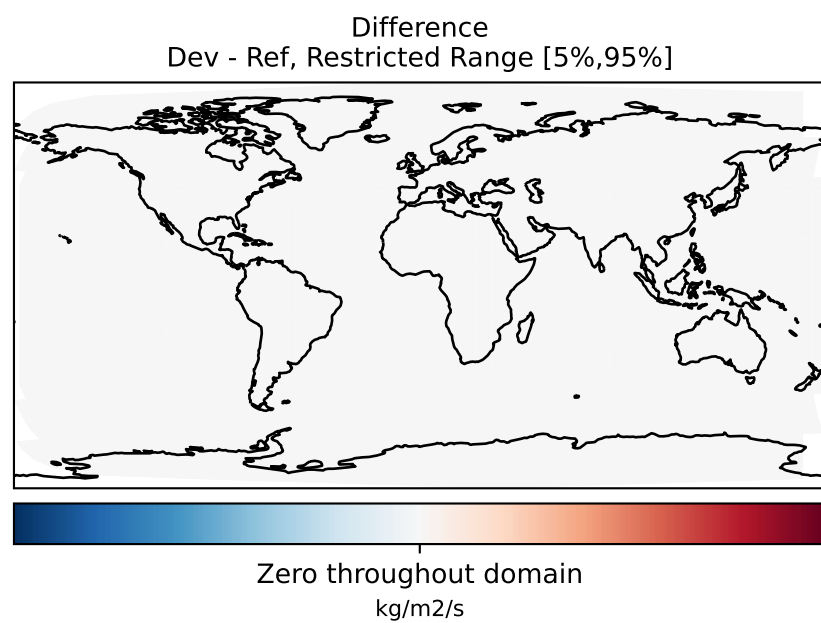 Difference
Dev - Ref, Restricted Range [5%,95%]
Zero throughout domain
kg/m2/s